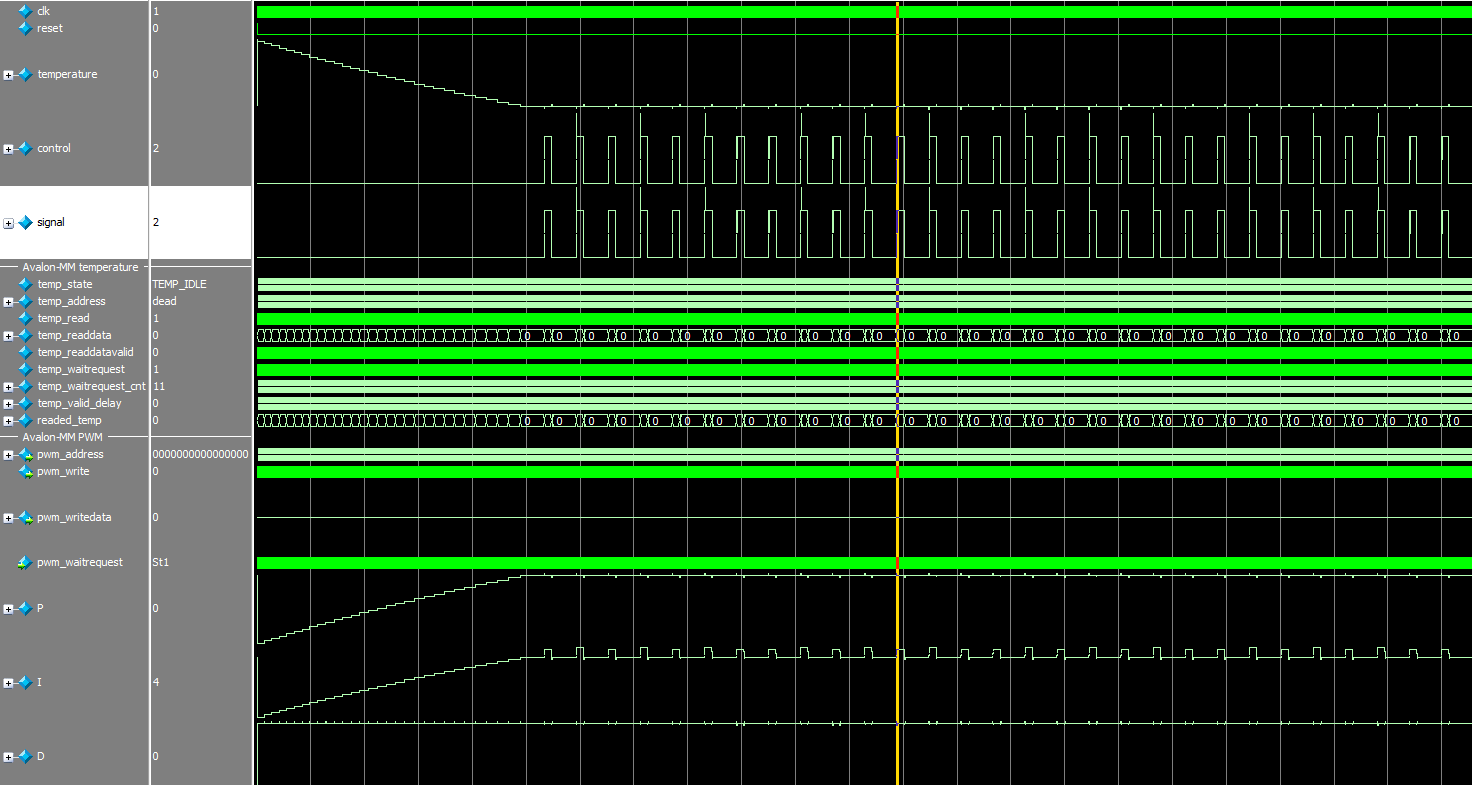 clk 1
reset 0
temperature 0
control 2
signal 2
Avalon-MM temperature
temp_state TEMP_IDLE
temp_address dead
temp_read 1
temp_readdata 0 0 0 0 0 0 0 0 0 0 0 0 0 0 0 0 0 0 0 0 0 0 0 0 0 0 0 0 0 0 0
temp_readdatavalid 0
temp_waitrequest 1
temp_waitrequest_cnt 11
temp_valid_delay 0
readed_temp 0 0 0 0 0 0 0 0 0 0 0 0 0 0 0 0 0 0 0 0 0 0 0 0 0 0 0 0 0 0 0
Avalon-MM PWM
pwm_address 0000000000000000
pwm_write 0
pwm_writedata 0
pwm_waitrequest St1
P 0
I 4
D 0